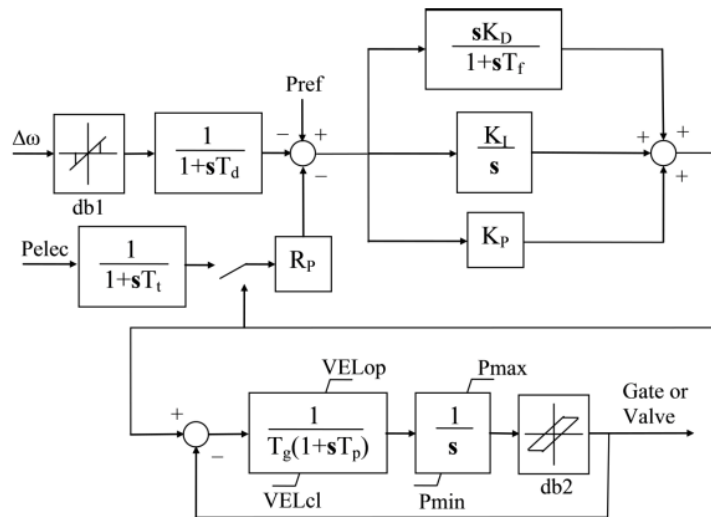 sK_D
1+sT_f
Pref
Δω
1
1+sT_d
− +
−
db1
K_I
s
+ +
+
K_P
Pelec
1
1+sT_t
R_P
VELop
Pmax
Gate or
Valve
+
−
1
T_g(1+sT_p)
1
s
db2
VELcl
Pmin